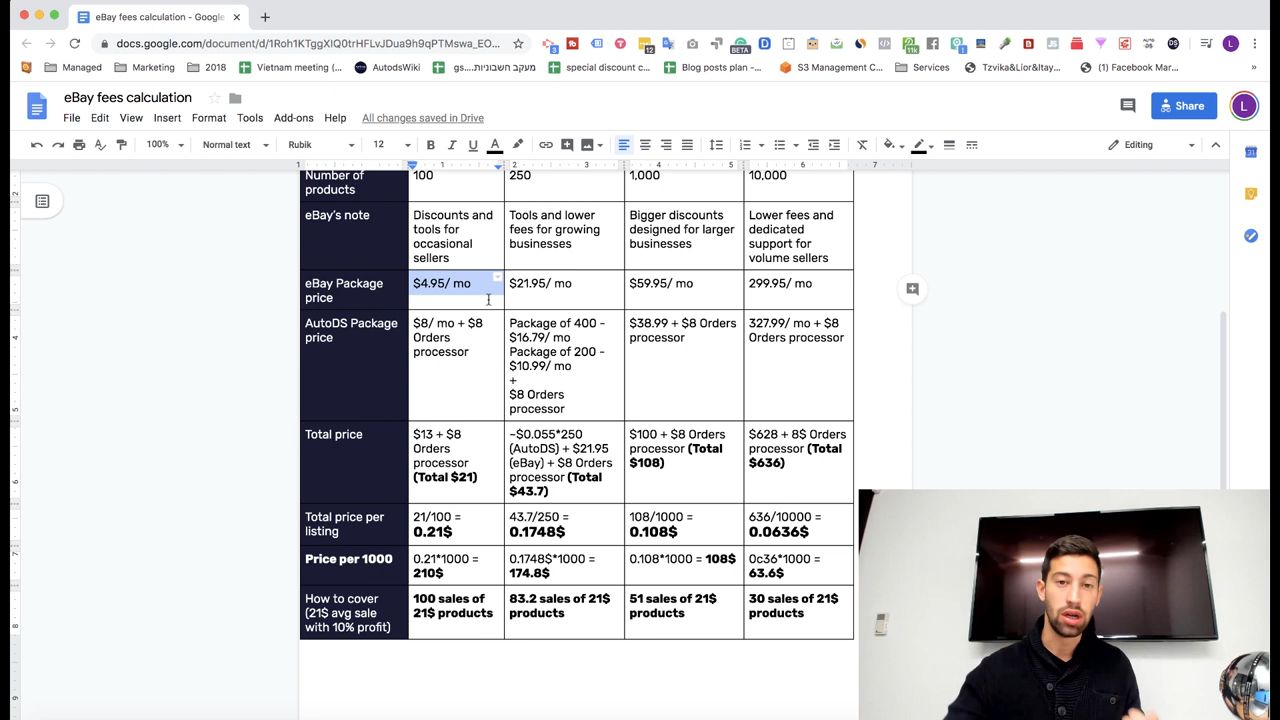 eBay fees calculation - Google
docs.google.com/document/d/1Roh1KTggXIQ0trHFLvJDua9h9qPTMswa_EO...
Managed
Marketing
2018
Vietnam meeting (...
AutodsWiki
gs....מעקב חשבוניות
special discount c...
Blog posts plan -...
S3 Management C...
Services
Tzvika&Lior&Itay...
(1) Facebook Mar...
»
eBay fees calculation
File Edit View Insert Format Tools Add-ons Help All changes saved in Drive
Share
L
100% Normal text Rubik 12 B I U A Editing
1 1 2 3 4 5 6 7
Number of
products
100
250
1,000
10,000
eBay's note
Discounts and
tools for
occasional
sellers
Tools and lower
fees for growing
businesses
Bigger discounts
designed for larger
businesses
Lower fees and
dedicated
support for
volume sellers
eBay Package
price
$4.95/ mo
$21.95/ mo
$59.95/ mo
299.95/ mo
AutoDS Package
price
$8/ mo + $8
Orders
processor
Package of 400 -
$16.79/ mo
Package of 200 -
$10.99/ mo
+
$8 Orders
processor
$38.99 + $8 Orders
processor
327.99/ mo + $8
Orders processor
Total price
$13 + $8
Orders
processor
(Total $21)
~$0.055*250
(AutoDS) + $21.95
(eBay) + $8 Orders
processor (Total
$43.7)
$100 + $8 Orders
processor (Total
$108)
$628 + 8$ Orders
processor (Total
$636)
Total price per
listing
21/100 =
0.21$
43.7/250 =
0.1748$
108/1000 =
0.108$
636/10000 =
0.0636$
Price per 1000
0.21*1000 =
210$
0.1748$*1000 =
174.8$
0.108*1000 = 108$
0c36*1000 =
63.6$
How to cover
(21$ avg sale
with 10% profit)
100 sales of
21$ products
83.2 sales of 21$
products
51 sales of 21$
products
30 sales of 21$
products